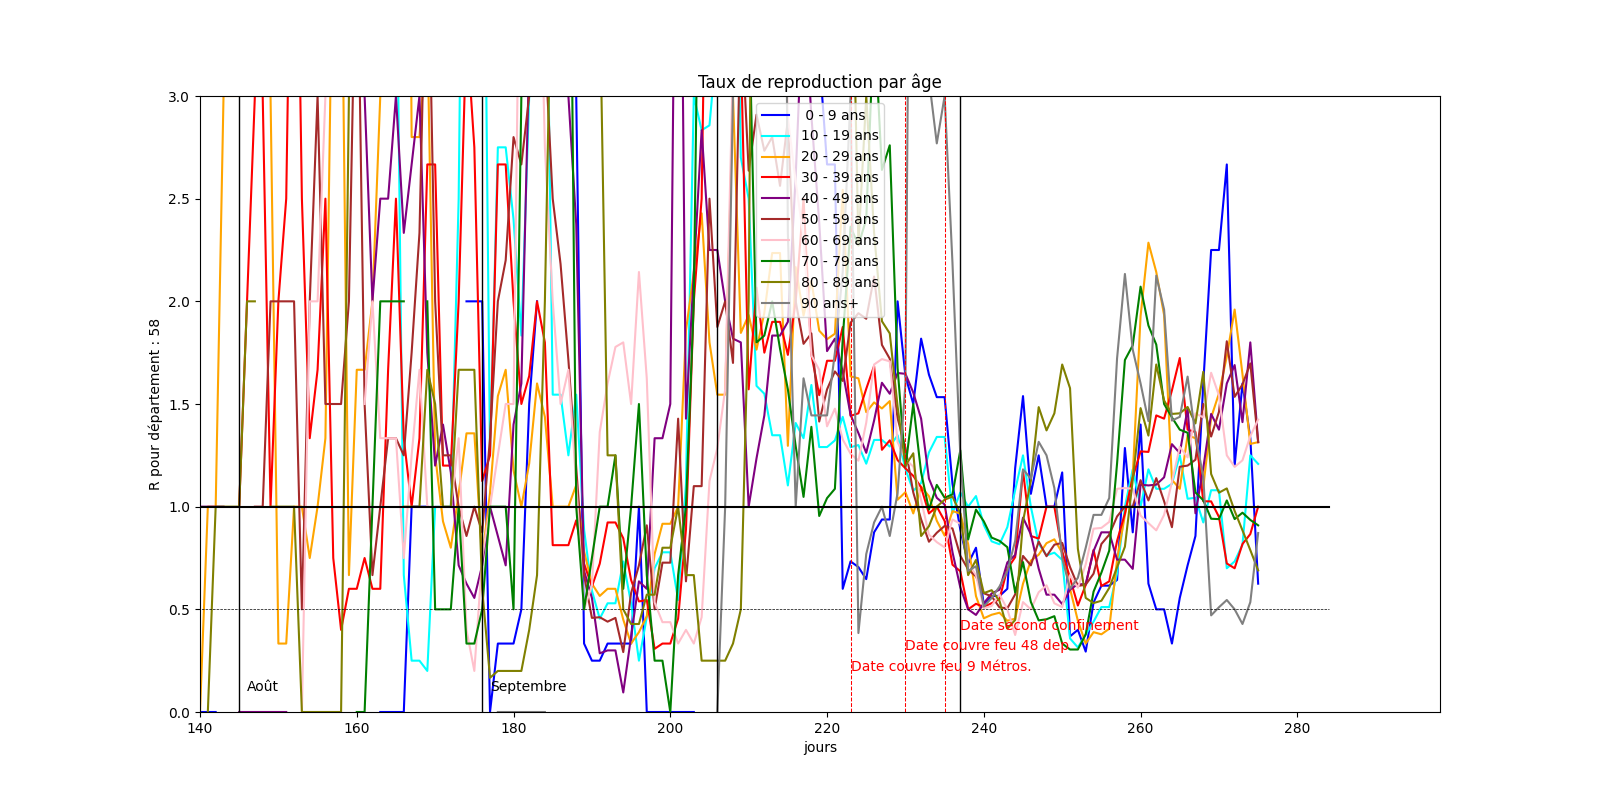 Taux de reproduction par âge
R pour département : 58
3.0
2.5
2.0
1.5
1.0
0.5
0.0
0 - 9 ans
10 - 19 ans
20 - 29 ans
30 - 39 ans
40 - 49 ans
50 - 59 ans
60 - 69 ans
70 - 79 ans
80 - 89 ans
90 ans+
Date second confinement
Date couvre feu 48 dep.
Date couvre feu 9 Métros.
Août
Septembre
140 160 180 200 220 240 260 280
jours